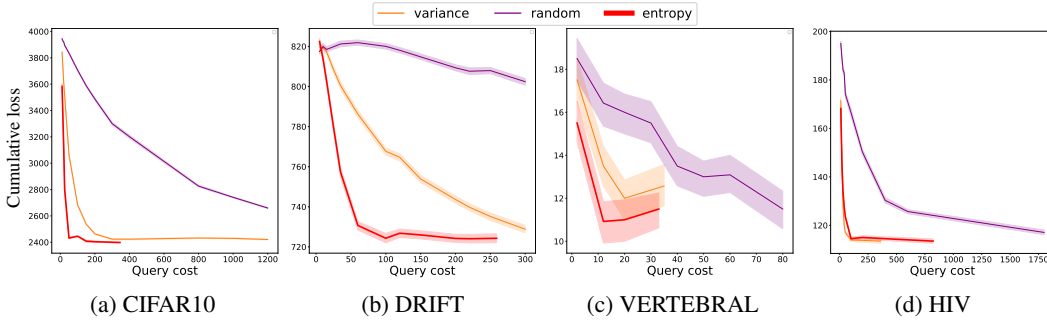 variance random entropy
Cumulative loss
4000
3800
3600
3400
3200
3000
2800
2600
2400
0 200 400 600 800 1000 1200
Query cost
(a) CIFAR10
820
800
780
760
740
720
0 50 100 150 200 250 300
Query cost
(b) DRIFT
18
16
14
12
10
0 10 20 30 40 50 60 70 80
Query cost
(c) VERTEBRAL
200
180
160
140
120
0 250 500 750 1000 1250 1500 1750
Query cost
(d) HIV